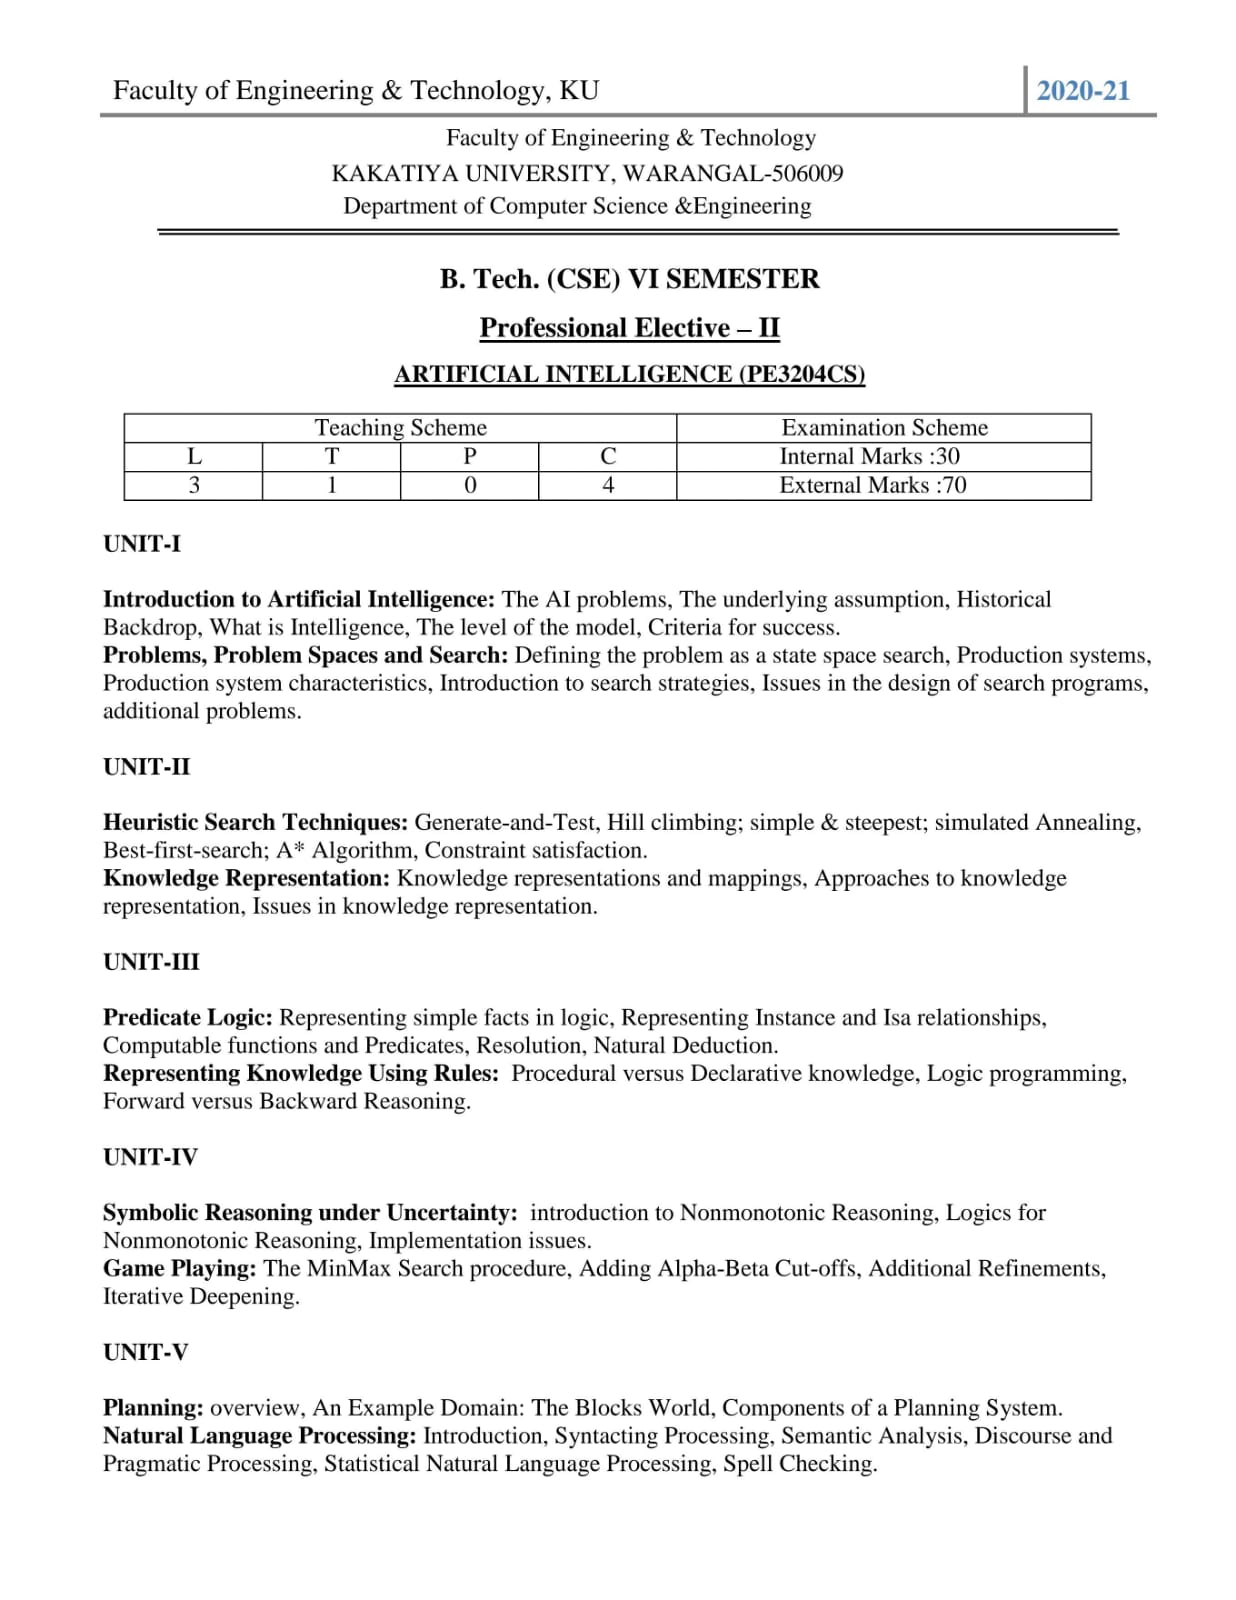 Faculty of Engineering & Technology, KU 2020-21
Faculty of Engineering & Technology
KAKATIYA UNIVERSITY, WARANGAL-506009
Department of Computer Science &Engineering
B. Tech. (CSE) VI SEMESTER
Professional Elective – II
ARTIFICIAL INTELLIGENCE (PE3204CS)
Teaching Scheme Examination Scheme
L T P C Internal Marks :30
3 1 0 4 External Marks :70
UNIT-I
Introduction to Artificial Intelligence: The AI problems, The underlying assumption, Historical
Backdrop, What is Intelligence, The level of the model, Criteria for success.
Problems, Problem Spaces and Search: Defining the problem as a state space search, Production systems,
Production system characteristics, Introduction to search strategies, Issues in the design of search programs,
additional problems.
UNIT-II
Heuristic Search Techniques: Generate-and-Test, Hill climbing; simple & steepest; simulated Annealing,
Best-first-search; A* Algorithm, Constraint satisfaction.
Knowledge Representation: Knowledge representations and mappings, Approaches to knowledge
representation, Issues in knowledge representation.
UNIT-III
Predicate Logic: Representing simple facts in logic, Representing Instance and Isa relationships,
Computable functions and Predicates, Resolution, Natural Deduction.
Representing Knowledge Using Rules:  Procedural versus Declarative knowledge, Logic programming,
Forward versus Backward Reasoning.
UNIT-IV
Symbolic Reasoning under Uncertainty:  introduction to Nonmonotonic Reasoning, Logics for
Nonmonotonic Reasoning, Implementation issues.
Game Playing: The MinMax Search procedure, Adding Alpha-Beta Cut-offs, Additional Refinements,
Iterative Deepening.
UNIT-V
Planning: overview, An Example Domain: The Blocks World, Components of a Planning System.
Natural Language Processing: Introduction, Syntacting Processing, Semantic Analysis, Discourse and
Pragmatic Processing, Statistical Natural Language Processing, Spell Checking.